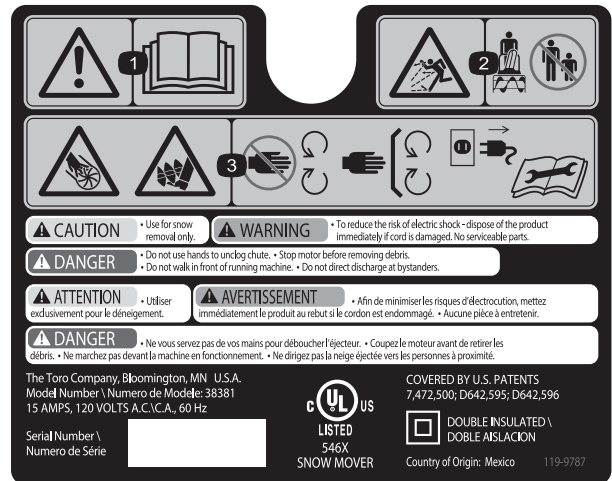 1
2
3
CAUTION
• Use for snow
removal only.
WARNING
• To reduce the risk of electric shock - dispose of the product
immediately if cord is damaged. No serviceable parts.
DANGER
• Do not use hands to unclog chute. • Stop motor before removing debris.
• Do not walk in front of running machine. • Do not direct discharge at bystanders.
ATTENTION
• Utiliser
exclusivement pour le déneigement.
AVERTISSEMENT
• Afin de minimiser les risques d'électrocution, mettez
immédiatement le produit au rebut si le cordon est endommagé. • Aucune pièce à entretenir.
DANGER
• Ne vous servez pas de vos mains pour déboucher l'éjecteur. • Coupez le moteur avant de retirer les
débris. • Ne marchez pas devant la machine en fonctionnement. • Ne dirigez pas la neige éjectée vers les personnes à proximité.
The Toro Company, Bloomington, MN U.S.A.
Model Number \ Numero de Modele: 38381
15 AMPS, 120 VOLTS A.C.\C.A., 60 Hz
Serial Number \
Numero de Série
C UL US
LISTED
546X
SNOW MOVER
COVERED BY U.S. PATENTS
7,472,500; D642,595; D642,596
DOUBLE INSULATED \
DOBLE AISLACION
Country of Origin: Mexico 119-9787